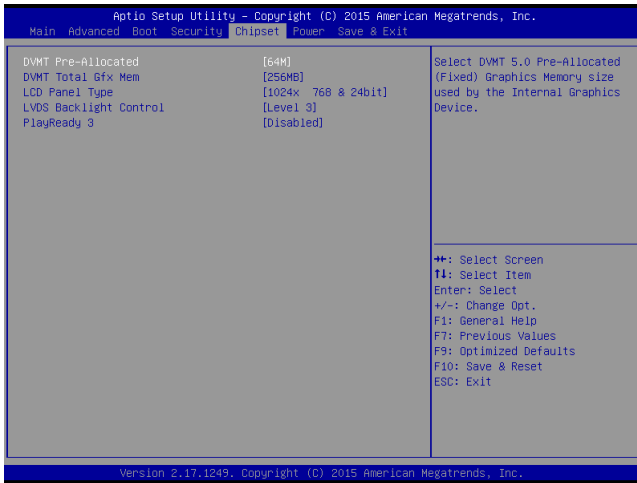 Aptio Setup Utility – Copyright (C) 2015 American Megatrends, Inc.
Main Advanced Boot Security Chipset Power Save & Exit
DVMT Pre-Allocated [64M]
DVMT Total Gfx Mem [256MB]
LCD Panel Type [1024x 768 & 24bit]
LVDS Backlight Control [Level 3]
PlayReady 3 [Disabled]
Select DVMT 5.0 Pre-Allocated
(Fixed) Graphics Memory size
used by the Internal Graphics
Device.
→←: Select Screen
↑↓: Select Item
Enter: Select
+/-: Change Opt.
F1: General Help
F7: Previous Values
F9: Optimized Defaults
F10: Save & Reset
ESC: Exit
Version 2.17.1249. Copyright (C) 2015 American Megatrends, Inc.